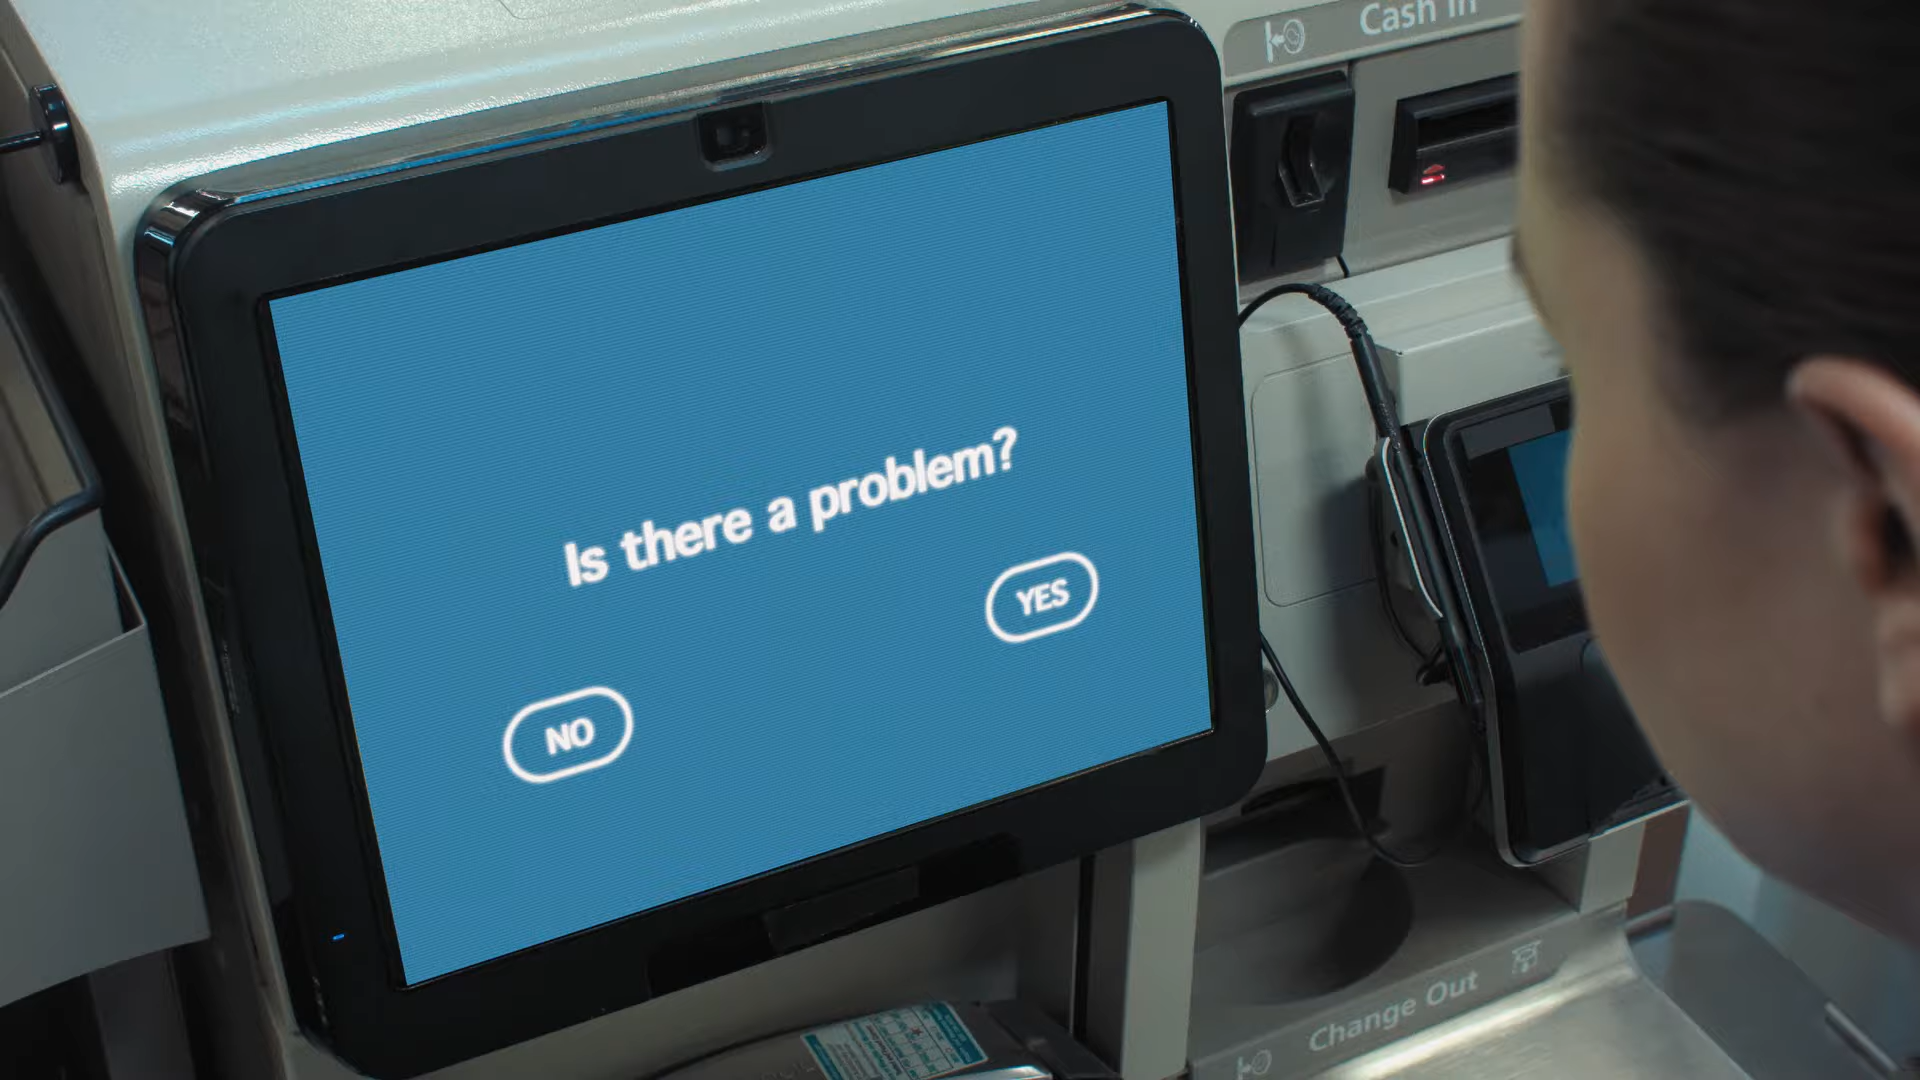 Cash In
Is there a problem?
YES
NO
Change Out